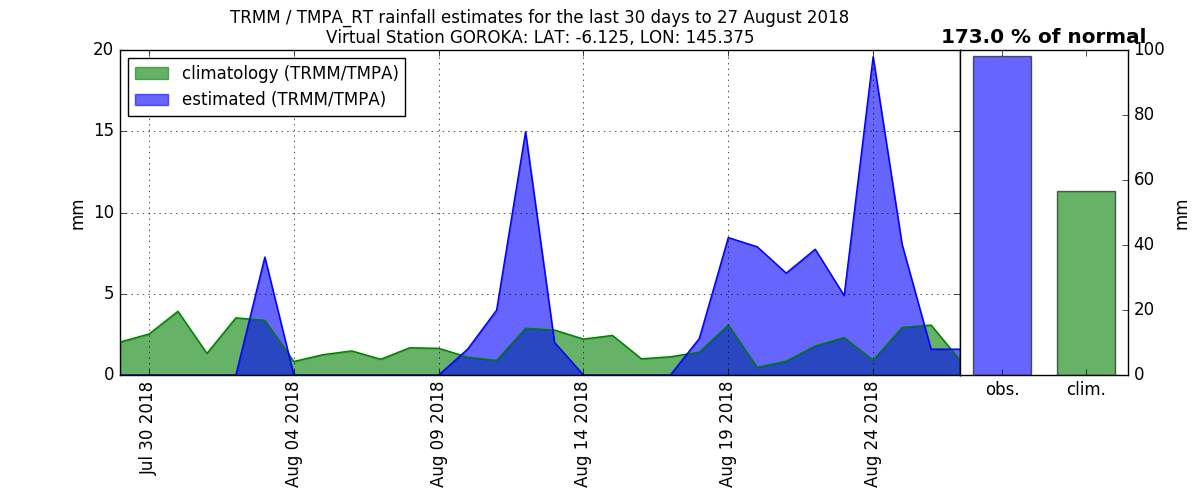 TRMM / TMPA_RT rainfall estimates for the last 30 days to 27 August 2018
Virtual Station GOROKA: LAT: -6.125, LON: 145.375
173.0 % of normal
climatology (TRMM/TMPA)
estimated (TRMM/TMPA)
20
15
10
5
0
mm
Jul 30 2018
Aug 04 2018
Aug 09 2018
Aug 14 2018
Aug 19 2018
Aug 24 2018
100
80
60
40
20
0
mm
obs.
clim.